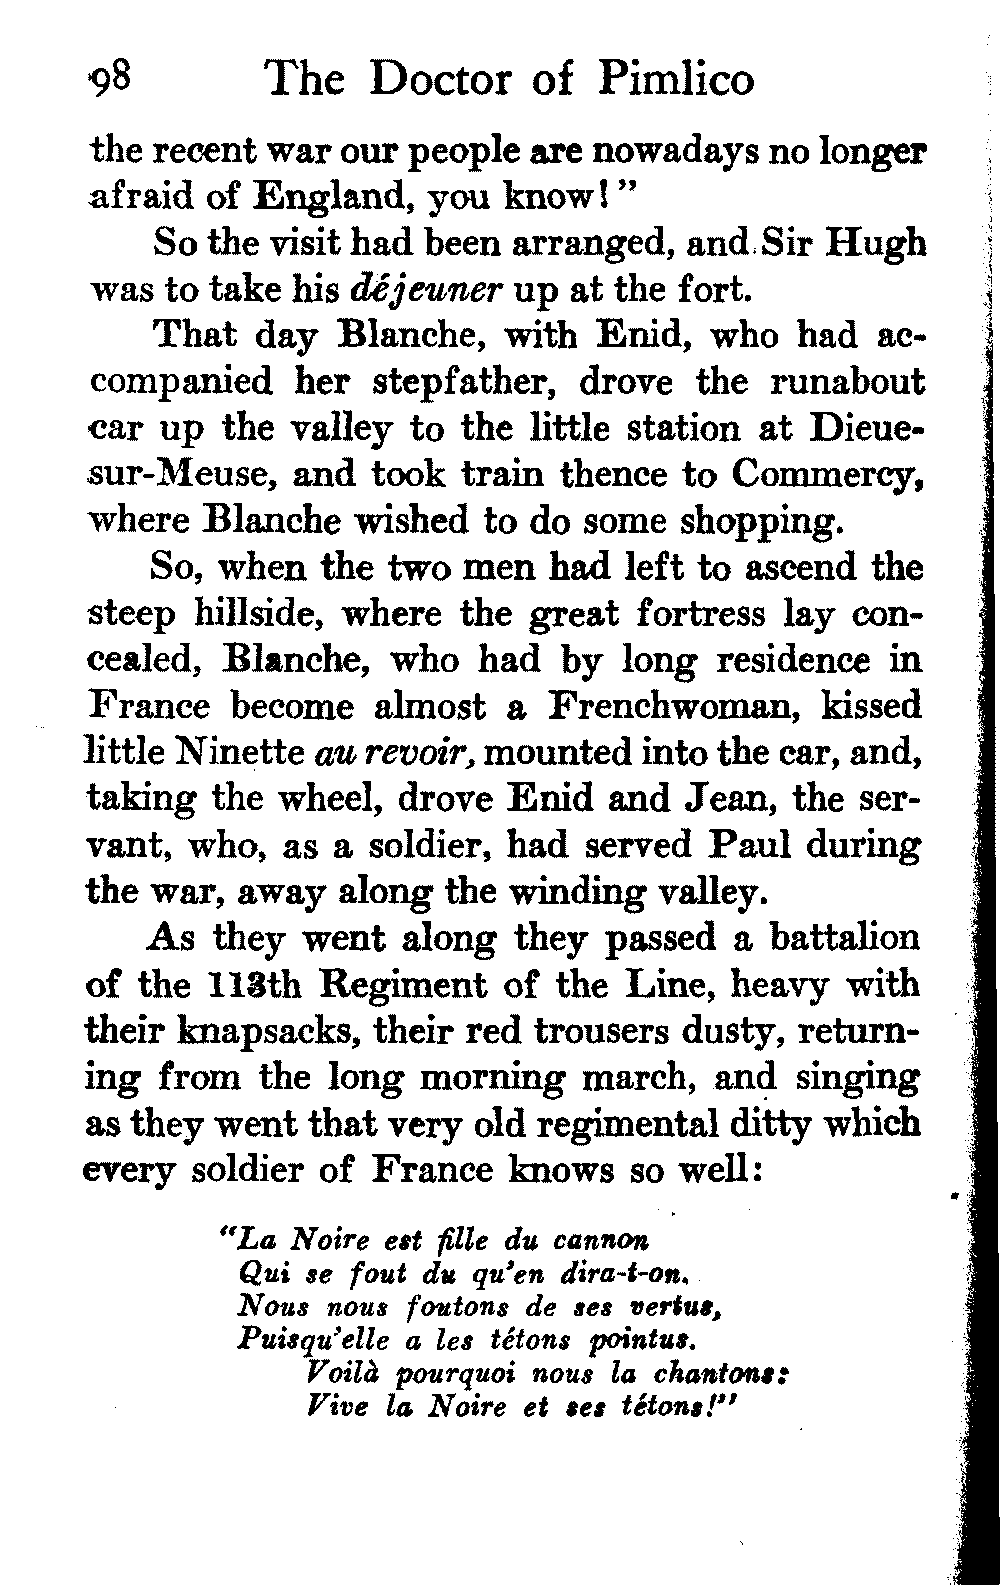 98 The Doctor of Pimlico
the recent war our people are nowadays no longer
afraid of England, you know!"
So the visit had been arranged, and Sir Hugh
was to take his déjeuner up at the fort.
That day Blanche, with Enid, who had ac-
companied her stepfather, drove the runabout
car up the valley to the little station at Dieue-
sur-Meuse, and took train thence to Commercy,
where Blanche wished to do some shopping.
So, when the two men had left to ascend the
steep hillside, where the great fortress lay con-
cealed, Blanche, who had by long residence in
France become almost a Frenchwoman, kissed
little Ninette au revoir, mounted into the car, and,
taking the wheel, drove Enid and Jean, the ser-
vant, who, as a soldier, had served Paul during
the war, away along the winding valley.
As they went along they passed a battalion
of the 113th Regiment of the Line, heavy with
their knapsacks, their red trousers dusty, return-
ing from the long morning march, and singing
as they went that very old regimental ditty which
every soldier of France knows so well:
"La Noire est fille du cannon
Qui se fout du qu'en dira-t-on.
Nous nous foutons de ses vertus,
Puisqu'elle a les tétons pointus.
Voilà pourquoi nous la chantons:
Vive la Noire et ses tétons!"